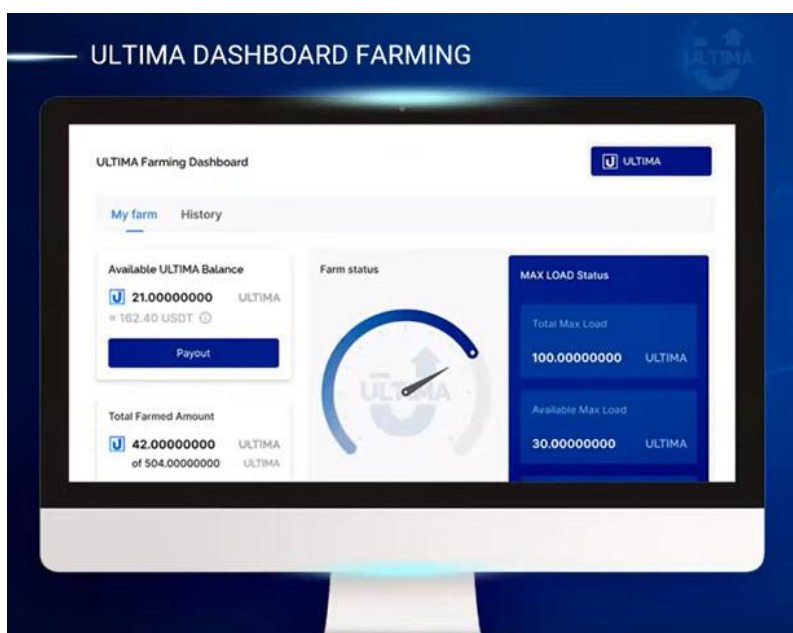 ULTIMA DASHBOARD FARMING
ULTIMA
ULTIMA Farming Dashboard
ULTIMA
My farm History
Available ULTIMA Balance
21.00000000 ULTIMA
≈ 162.40 USDT
Payout
Total Farmed Amount
42.00000000 ULTIMA
of 504.00000000 ULTIMA
Farm status
ULTIMA
MAX LOAD Status
Total Max Load
100.00000000 ULTIMA
Available Max Load
30.00000000 ULTIMA